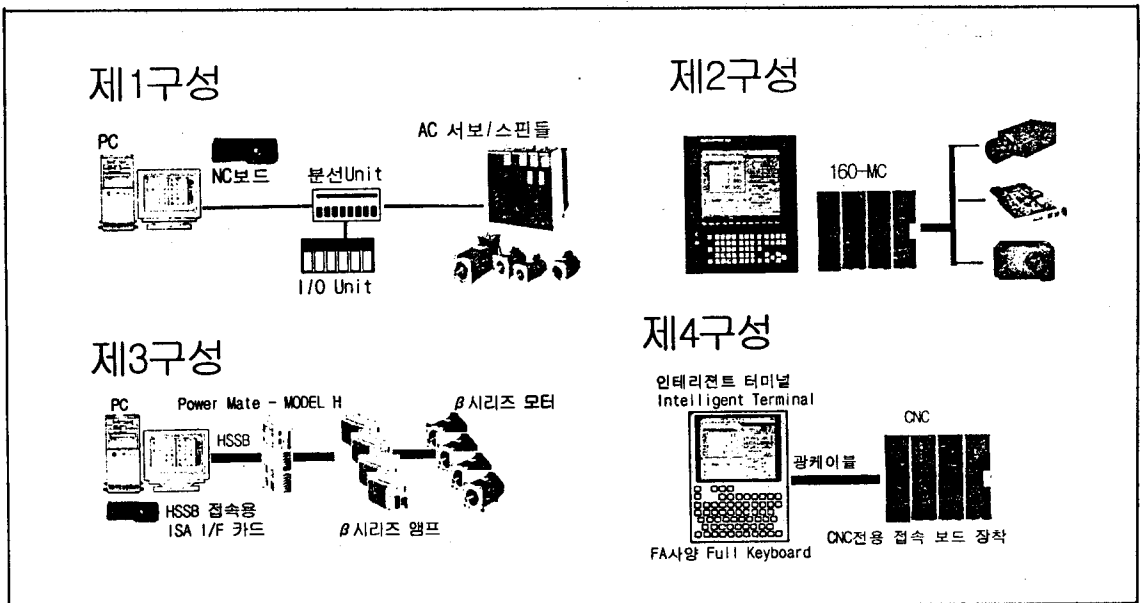 제1구성
PC
NC보드
분선Unit
AC 서보/스핀들
I/O Unit
제2구성
160-MC
제3구성
PC
Power Mate - MODEL H
β시리즈 모터
HSSB
HSSB 접속용
ISA I/F 카드
β시리즈 앰프
제4구성
인테리젼트 터미널
Intelligent Terminal
CNC
광케이블
FA사양 Full Keyboard
CNC전용 접속 보드 장착